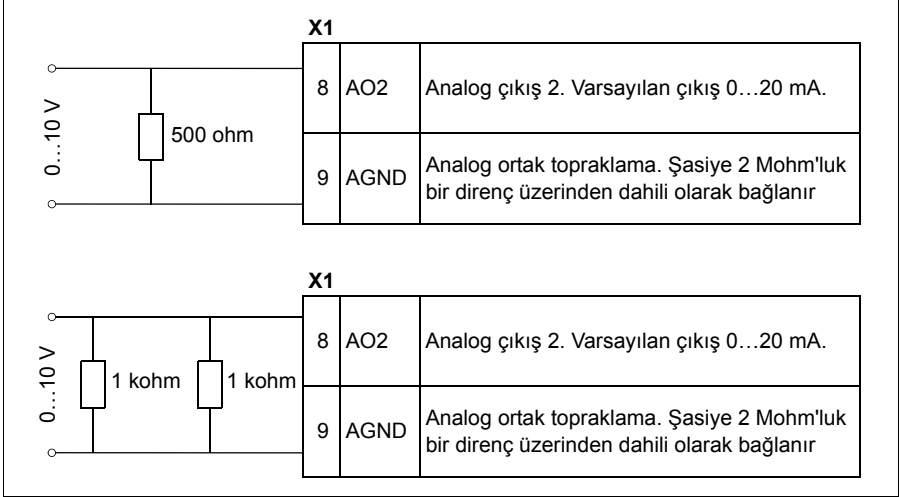 X1
8 AO2 Analog çıkış 2. Varsayılan çıkış 0…20 mA.
0…10 V
500 ohm
9 AGND Analog ortak topraklama. Şasiye 2 Mohm'luk
bir direnç üzerinden dahili olarak bağlanır
X1
8 AO2 Analog çıkış 2. Varsayılan çıkış 0…20 mA.
0…10 V
1 kohm 1 kohm
9 AGND Analog ortak topraklama. Şasiye 2 Mohm'luk
bir direnç üzerinden dahili olarak bağlanır